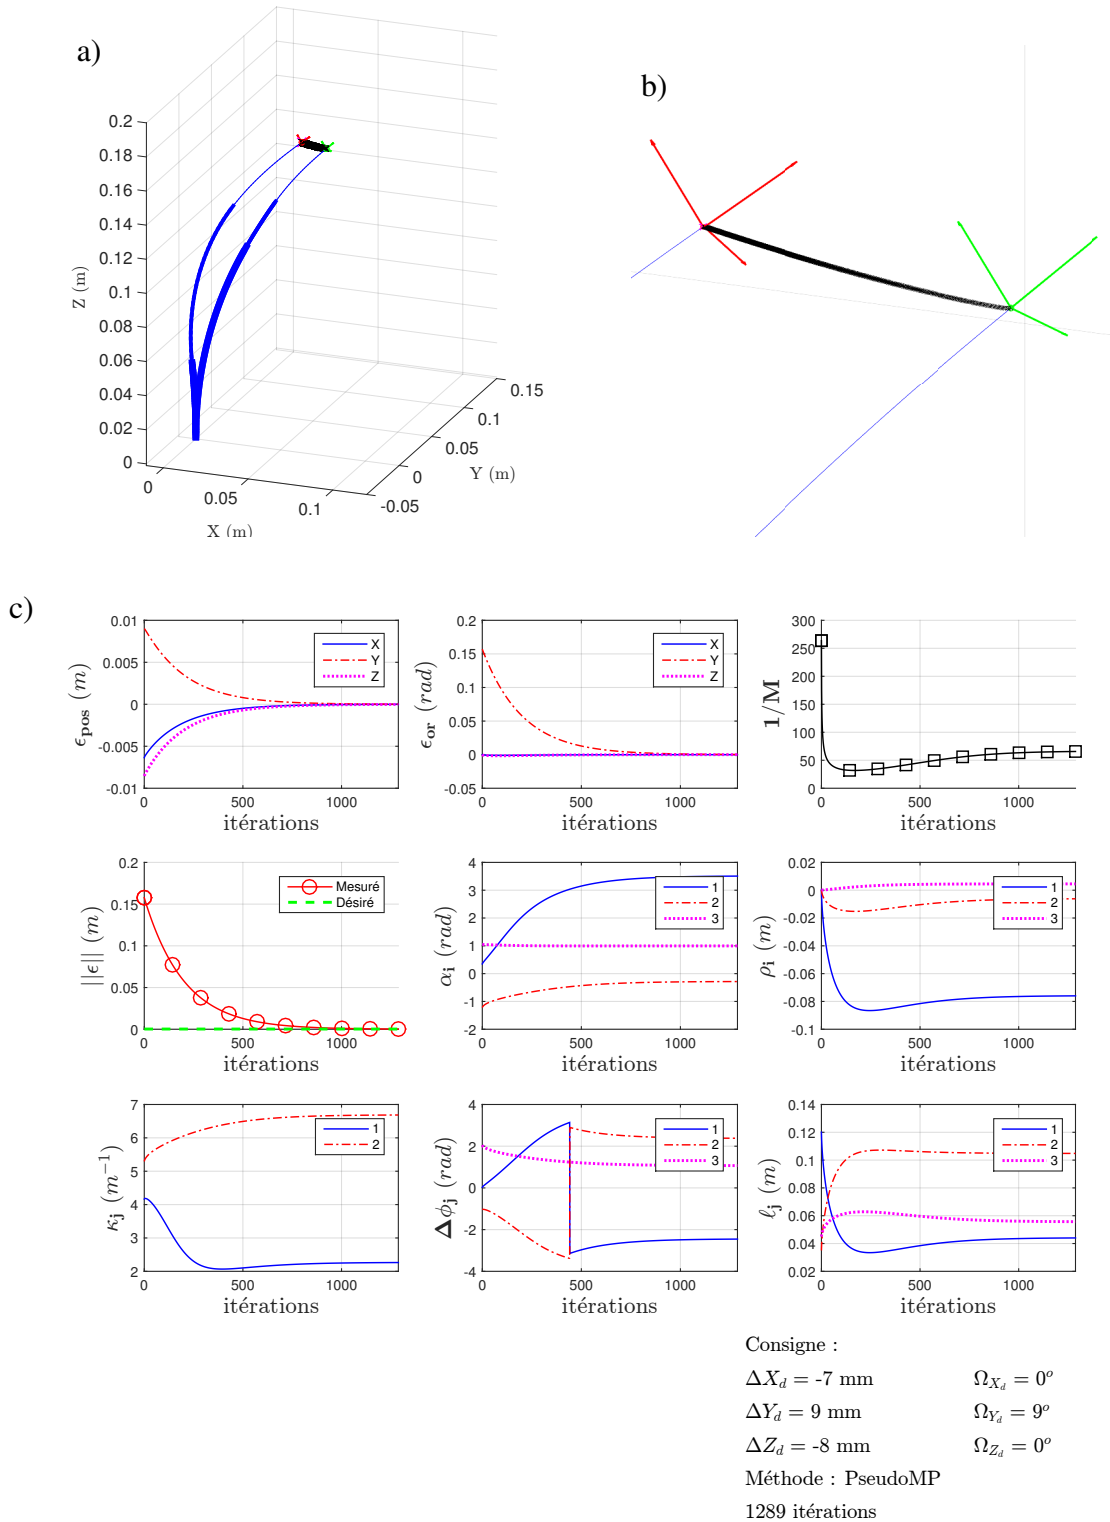 a)
b)
0.2
0.18
0.16
0.14
0.12
0.1
0.08
0.06
0.04
0.02
0
Z (m)
0
0.05
0.1
X (m)
-0.05
0
0.05
0.1
0.15
Y (m)
c)
0.01
0.005
0
-0.005
-0.01
ϵpos (m)
X
Y
Z
0 500 1000
itérations
0.2
0.15
0.1
0.05
0
-0.05
ϵor (rad)
X
Y
Z
0 500 1000
itérations
300
250
200
150
100
50
0
1/M
0 500 1000
itérations
0.2
0.15
0.1
0.05
0
||ϵ|| (m)
Mesuré
Désiré
0 500 1000
itérations
4
3
2
1
0
-1
-2
αi (rad)
1
2
3
0 500 1000
itérations
0.02
0
-0.02
-0.04
-0.06
-0.08
-0.1
ρi (m)
1
2
3
0 500 1000
itérations
7
6
5
4
3
2
κj (m⁻¹)
1
2
0 500 1000
itérations
4
2
0
-2
-4
Δϕj (rad)
1
2
3
0 500 1000
itérations
0.14
0.12
0.1
0.08
0.06
0.04
0.02
ℓj (m)
1
2
3
0 500 1000
itérations
Consigne :
ΔXd = -7 mm ΩXd = 0°
ΔYd = 9 mm ΩYd = 9°
ΔZd = -8 mm ΩZd = 0°
Méthode : PseudoMP
1289 itérations